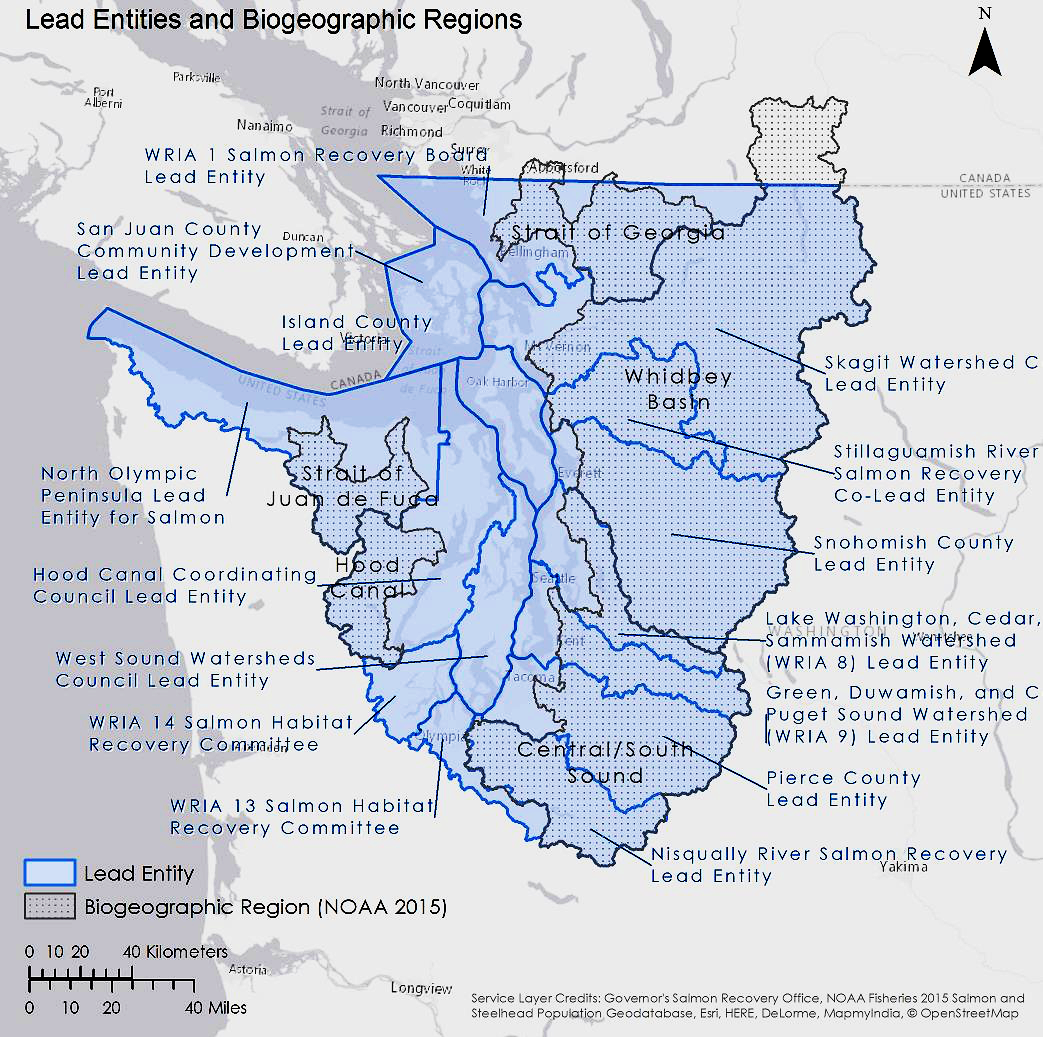 Lead Entities and Biogeographic Regions
N
Parksville
Port
Alberni
North Vancouver
Strait of
Georgia
Vancouver
Coquitlam
Nanaimo
Richmond
Surrey
WRIA 1 Salmon Recovery Board
Lead Entity
White
Rock
Abbotsford
CANADA
UNITED STATES
San Juan County
Community Development
Lead Entity
Duncan
Strait of Georgia
Bellingham
Island County
Lead Entity
Victoria
Strait
de Fuca
Mt Vernon
CANADA
UNITED STATES
Oak Harbor
Whidbey
Basin
Skagit Watershed C
Lead Entity
Stillaguamish River
Salmon Recovery
Co-Lead Entity
North Olympic
Peninsula Lead
Entity for Salmon
Strait of
Juan de Fuca
Everett
Snohomish County
Lead Entity
Hood
Canal
Hood Canal Coordinating
Council Lead Entity
Seattle
Lake Washington, Cedar,
Sammamish Watershed
(WRIA 8) Lead Entity
WASHINGTON
Kent
West Sound Watersheds
Council Lead Entity
Tacoma
Green, Duwamish, and C
Puget Sound Watershed
(WRIA 9) Lead Entity
WRIA 14 Salmon Habitat
Recovery Committee
Olympia
Central/South
Sound
Pierce County
Lead Entity
WRIA 13 Salmon Habitat
Recovery Committee
Nisqually River Salmon Recovery
Lead Entity
Yakima
Lead Entity
Biogeographic Region (NOAA 2015)
0 10 20 40 Kilometers
0 10 20 40 Miles
Astoria
Longview
Service Layer Credits: Governor's Salmon Recovery Office, NOAA Fisheries 2015 Salmon and
Steelhead Population Geodatabase, Esri, HERE, DeLorme, MapmyIndia, © OpenStreetMap